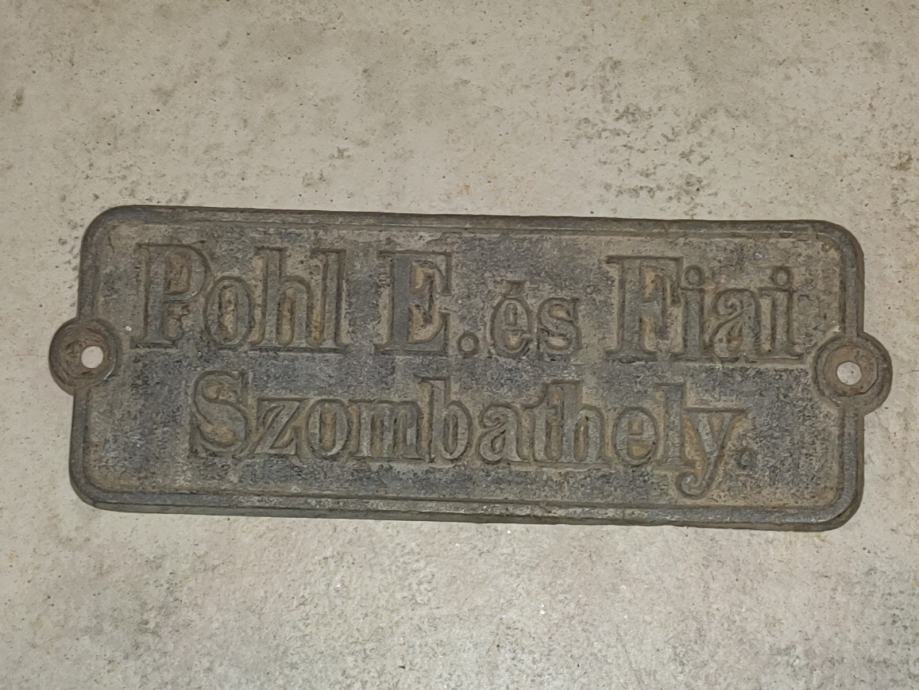 Pohl E. és Fiai
Szombathely.